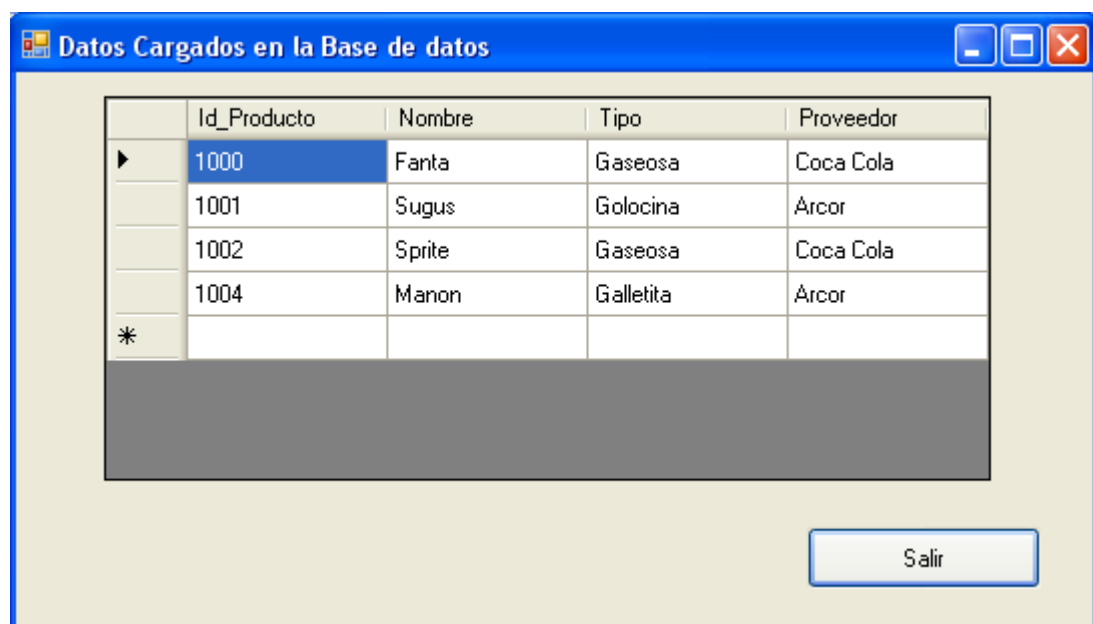 Datos Cargados en la Base de datos
Id_Producto Nombre Tipo Proveedor
1000 Fanta Gaseosa Coca Cola
1001 Sugus Golocina Arcor
1002 Sprite Gaseosa Coca Cola
1004 Manon Galletita Arcor
Salir